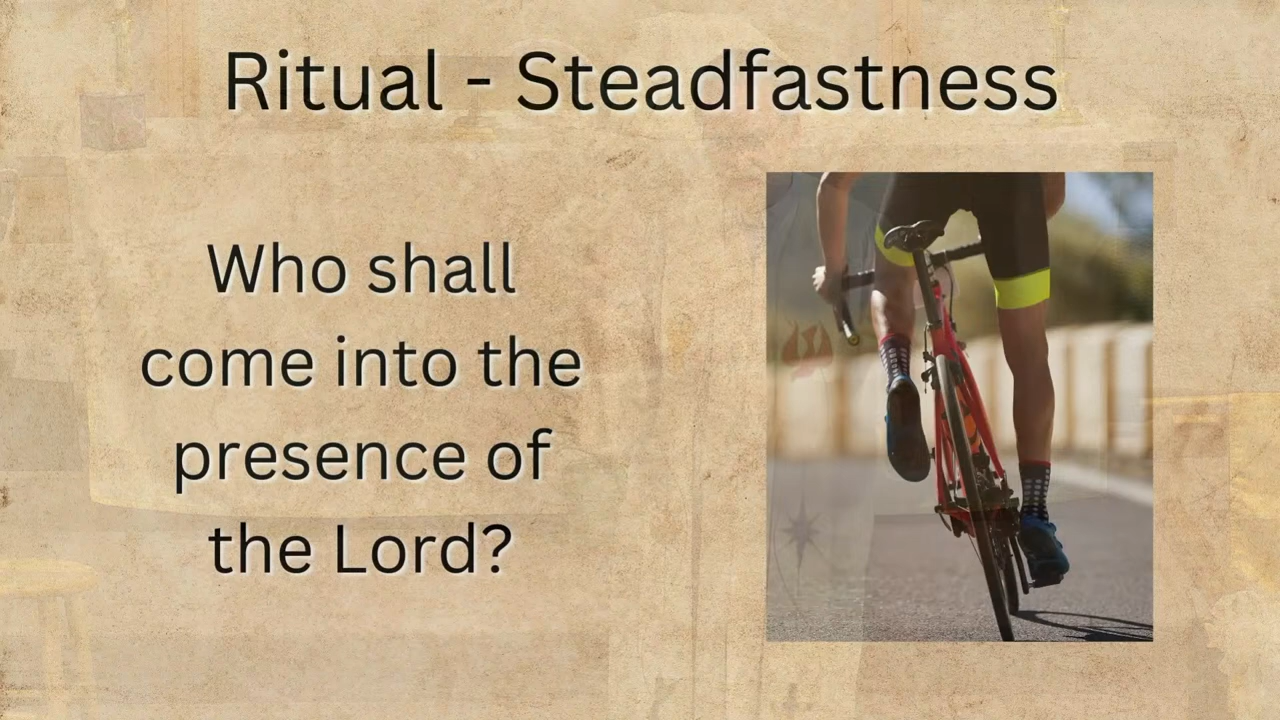 Ritual - Steadfastness
Who shall
come into the
presence of
the Lord?